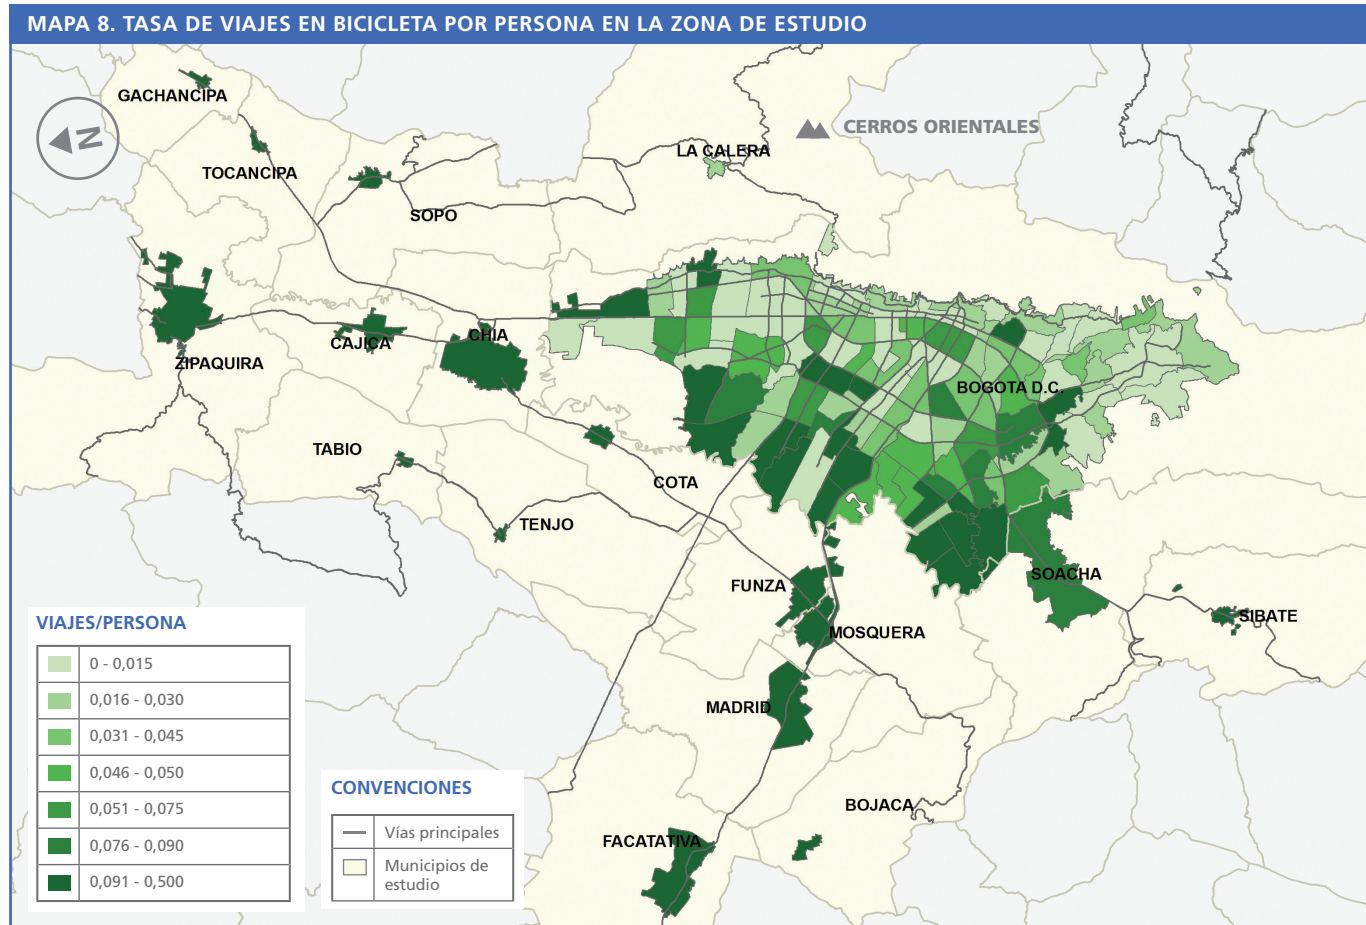 MAPA 8. TASA DE VIAJES EN BICICLETA POR PERSONA EN LA ZONA DE ESTUDIO
GACHANCIPA
N
CERROS ORIENTALES
LA CALERA
TOCANCIPA
SOPO
CHIA
CAJICA
ZIPAQUIRA
BOGOTA D.C.
TABIO
COTA
TENJO
FUNZA
SOACHA
SIBATE
MOSQUERA
MADRID
BOJACA
FACATATIVA
VIAJES/PERSONA
0 - 0,015
0,016 - 0,030
0,031 - 0,045
0,046 - 0,050
0,051 - 0,075
0,076 - 0,090
0,091 - 0,500
CONVENCIONES
Vías principales
Municipios de
estudio